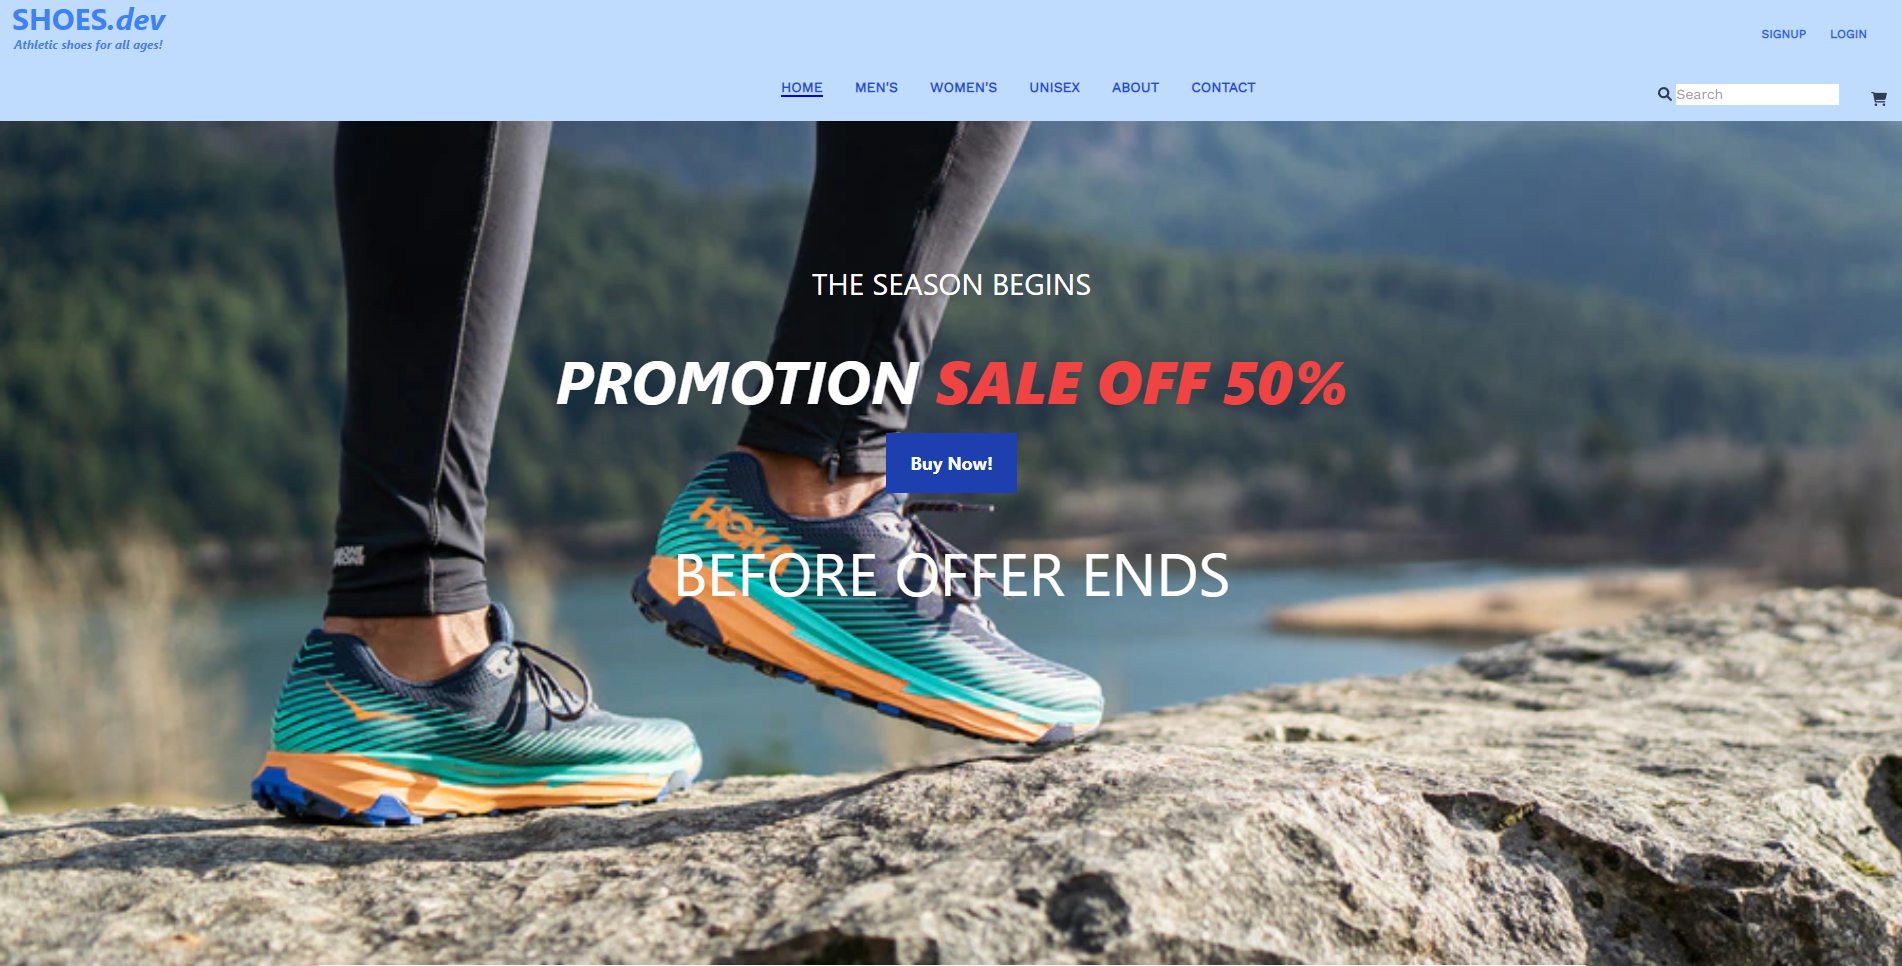 SHOES.dev
Athletic shoes for all ages!
SIGNUP LOGIN
HOME MEN'S WOMEN'S UNISEX ABOUT CONTACT
Search
THE SEASON BEGINS
PROMOTION SALE OFF 50%
Buy Now!
HOKA
BEFORE OFFER ENDS